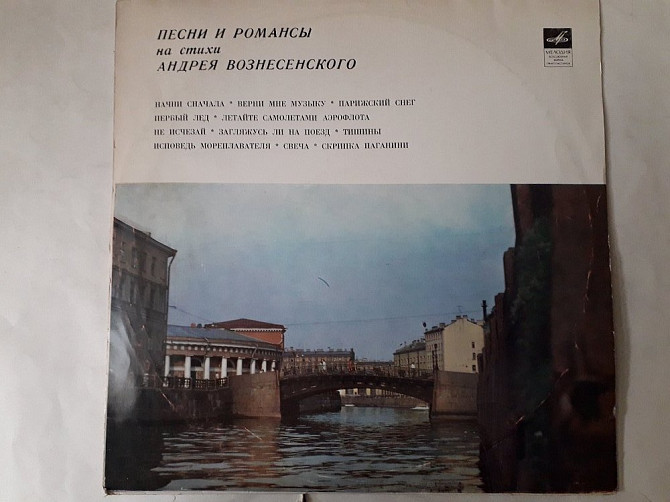 ПЕСНИ И РОМАНСЫ
на стихи
АНДРЕЯ ВОЗНЕСЕНСКОГО
НАЧНИ СНАЧАЛА * ВЕРНИ МНЕ МУЗЫКУ * ПАРИЖСКИЙ СНЕГ
ПЕРВЫЙ ЛЕД * ЛЕТАЙТЕ САМОЛЕТАМИ АЭРОФЛОТА
НЕ ИСЧЕЗАЙ * ЗАГЛЯЖУСЬ ЛИ НА ПОЕЗД * ТИШИНЫ
ИСПОВЕДЬ МОРЕПЛАВАТЕЛЯ * СВЕЧА * СКРИПКА ПАГАНИНИ
МЕЛОДИЯ